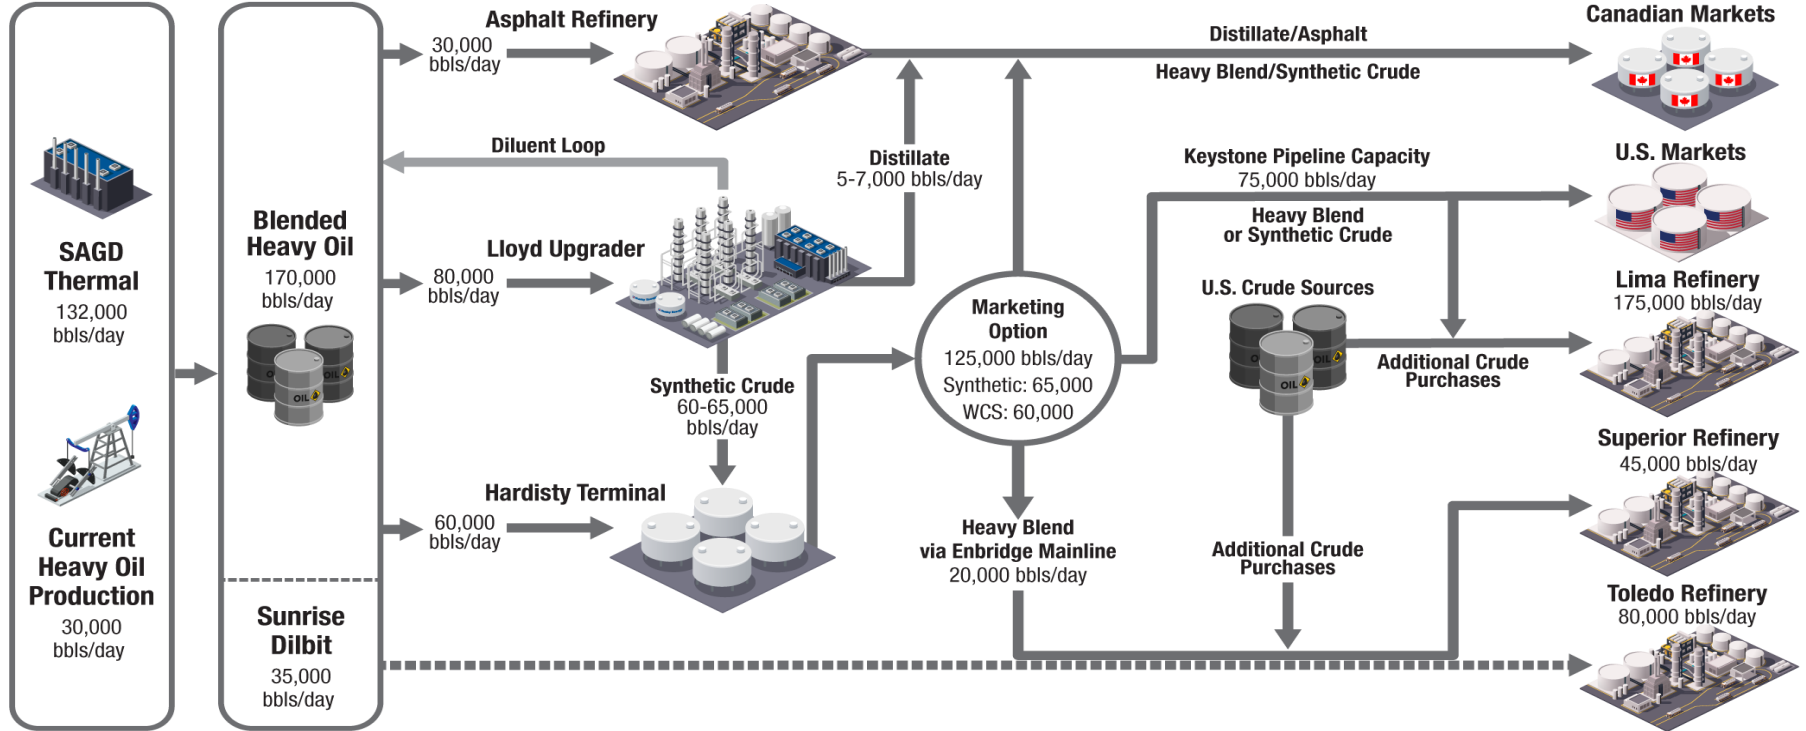 SAGD
Thermal
132,000
bbls/day
Current
Heavy Oil
Production
30,000
bbls/day
Blended
Heavy Oil
170,000
bbls/day
OIL
Sunrise
Dilbit
35,000
bbls/day
Asphalt Refinery
30,000
bbls/day
Diluent Loop
Lloyd Upgrader
80,000
bbls/day
Distillate
5-7,000 bbls/day
Synthetic Crude
60-65,000
bbls/day
Hardisty Terminal
60,000
bbls/day
Marketing
Option
125,000 bbls/day
Synthetic: 65,000
WCS: 60,000
Heavy Blend
via Enbridge Mainline
20,000 bbls/day
Distillate/Asphalt
Heavy Blend/Synthetic Crude
Keystone Pipeline Capacity
75,000 bbls/day
Heavy Blend
or Synthetic Crude
U.S. Crude Sources
OIL
OIL
Additional Crude
Purchases
Additional Crude
Purchases
Canadian Markets
U.S. Markets
Lima Refinery
175,000 bbls/day
Superior Refinery
45,000 bbls/day
Toledo Refinery
80,000 bbls/day